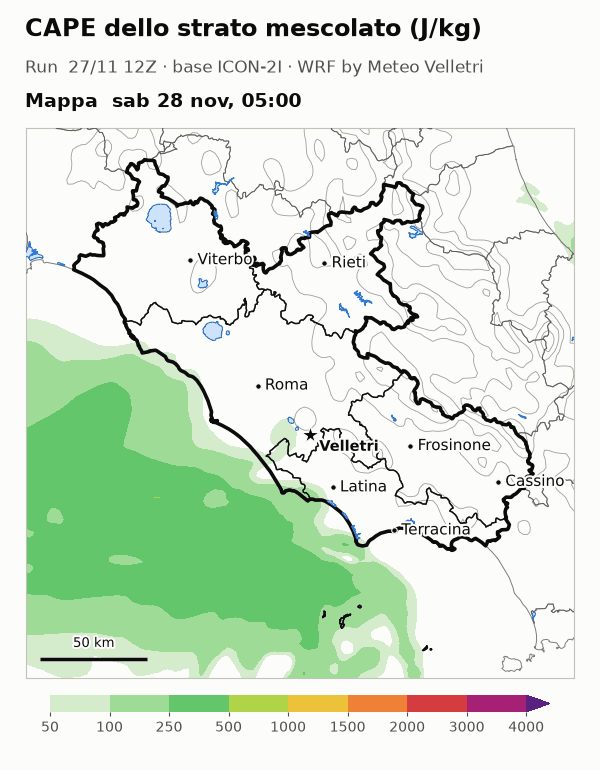 CAPE dello strato mescolato (J/kg)
Run  27/11 12Z · base ICON-2I · WRF by Meteo Velletri
Mappa  sab 28 nov, 05:00
Viterbo
Rieti
Roma
Velletri
Frosinone
Latina
Cassino
Terracina
50 km
50 100 250 500 1000 1500 2000 3000 4000